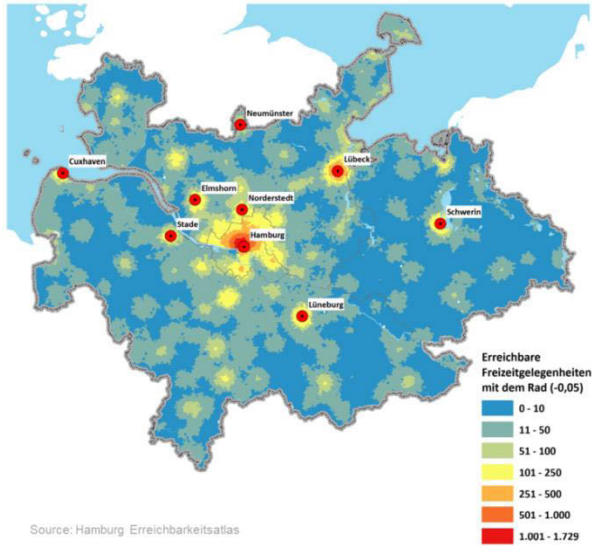 Neumünster
Cuxhaven
Lübeck
Elmshorn
Norderstedt
Schwerin
Stade
Hamburg
Lüneburg
Erreichbare
Freizeitgelegenheiten
mit dem Rad (-0,05)
0 - 10
11 - 50
51 - 100
101 - 250
251 - 500
501 - 1.000
1.001 - 1.729
Source: Hamburg Erreichbarkeitsatlas